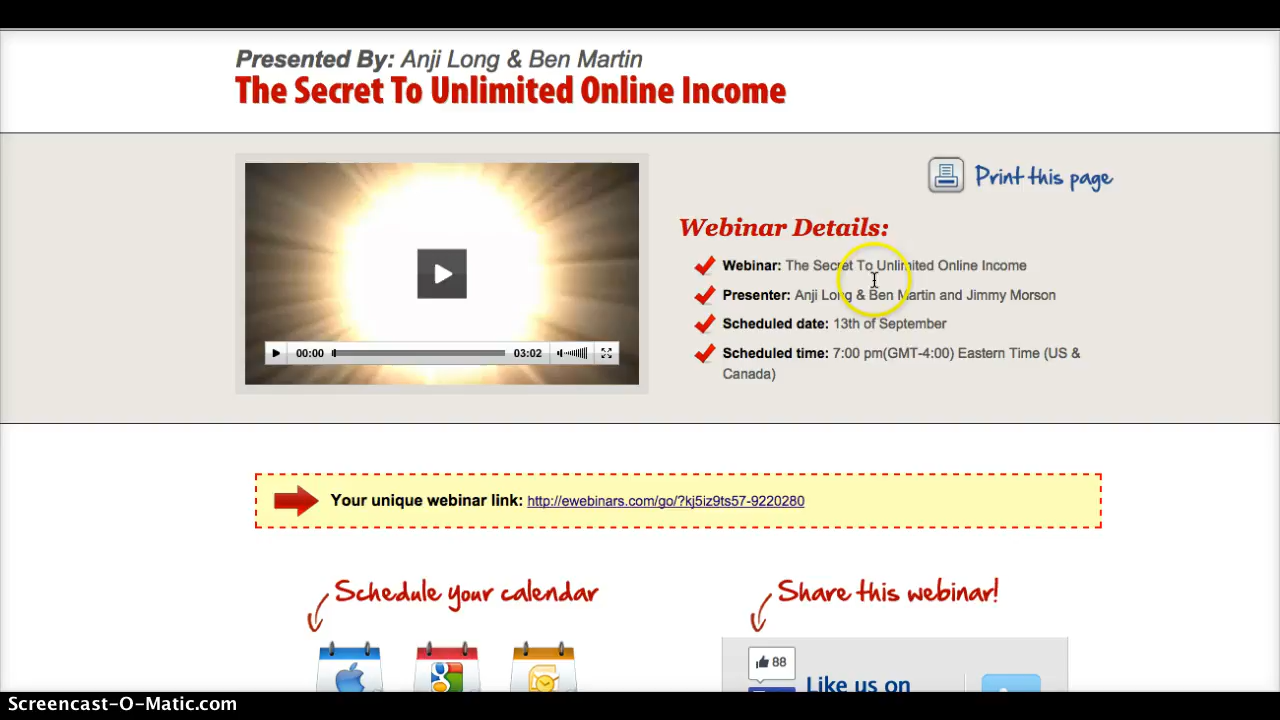 Presented By: Anji Long & Ben Martin
The Secret To Unlimited Online Income
Print this page
Webinar Details:
Webinar: The Secret To Unlimited Online Income
Presenter: Anji Long & Ben Martin and Jimmy Morson
Scheduled date: 13th of September
Scheduled time: 7:00 pm(GMT-4:00) Eastern Time (US &
Canada)
00:00 03:02
Your unique webinar link: http://ewebinars.com/go/?kj5iz9ts57-9220280
Schedule your calendar
Share this webinar!
88
Like us on
Screencast-O-Matic.com